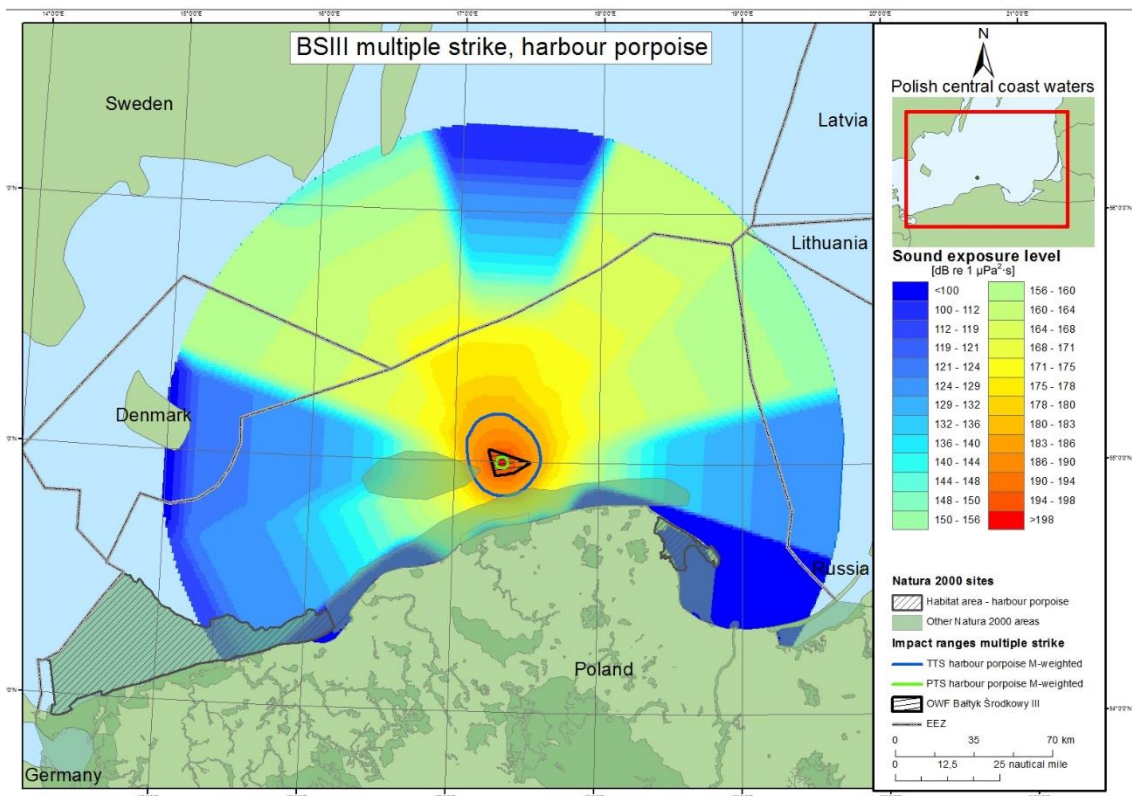 14°0'0"E
17°0'0"E
18°0'0"E
19°0'0"E
20°0'0"E
21°0'0"E
BSIII multiple strike, harbour porpoise
N
Polish central coast waters
Sweden
Latvia
Lithuania
Denmark
Russia
Poland
Germany
Sound exposure level
[dB re 1 µPa²·s]
<100
100 - 112
112 - 119
119 - 121
121 - 124
124 - 129
129 - 132
132 - 136
136 - 140
140 - 144
144 - 148
148 - 150
150 - 156
156 - 160
160 - 164
164 - 168
168 - 171
171 - 175
175 - 178
178 - 180
180 - 183
183 - 186
186 - 190
190 - 194
194 - 198
>198
Natura 2000 sites
Habitat area - harbour porpoise
Other Natura 2000 areas
Impact ranges multiple strike
TTS harbour porpoise M-weighted
PTS harbour porpoise M-weighted
OWF Bałtyk Środkowy III
EEZ
0 35 70 km
0 12.5 25 nautical mile